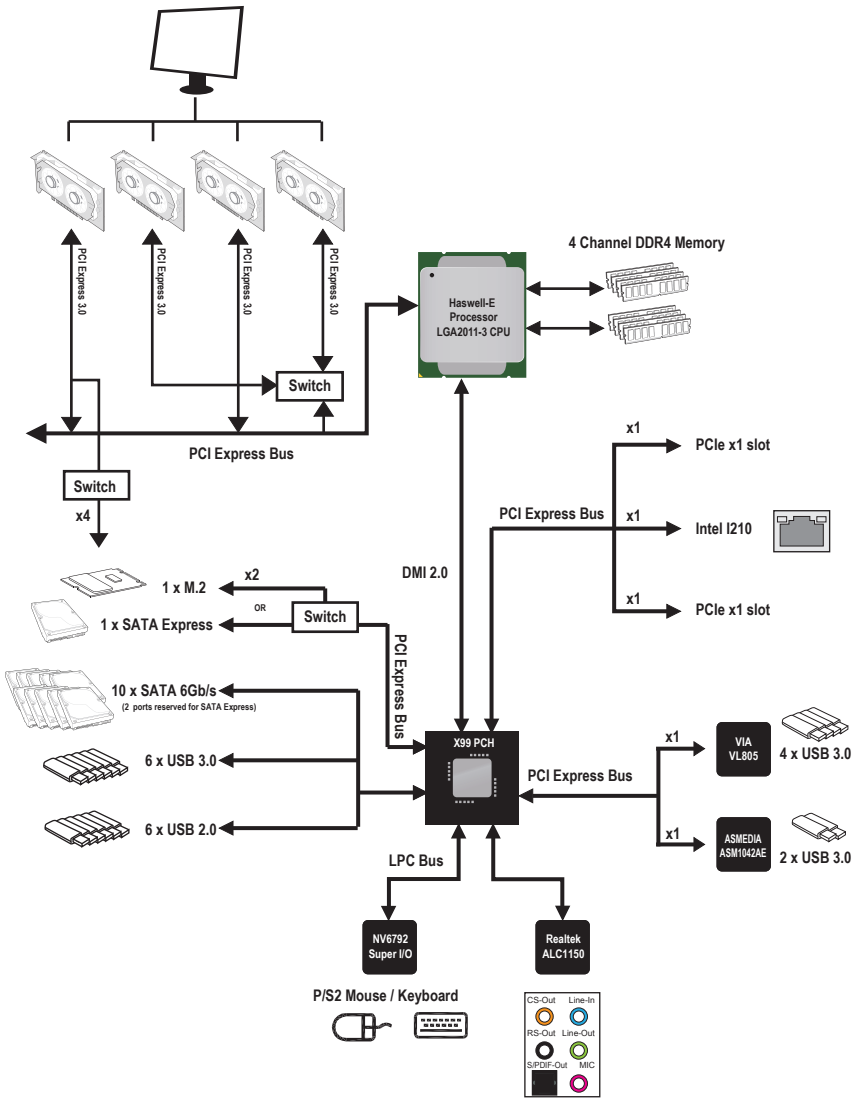 PCI Express 3.0
PCI Express 3.0
PCI Express 3.0
PCI Express 3.0
4 Channel DDR4 Memory
Haswell-E
Processor
LGA2011-3 CPU
Switch
PCI Express Bus
Switch
x4
x1
PCIe x1 slot
PCI Express Bus
x1
Intel I210
x1
PCIe x1 slot
DMI 2.0
1 x M.2
x2
OR
1 x SATA Express
Switch
PCI Express Bus
10 x SATA 6Gb/s
(2 ports reserved for SATA Express)
6 x USB 3.0
6 x USB 2.0
X99 PCH
PCI Express Bus
x1
VIA
VL805
4 x USB 3.0
x1
ASMEDIA
ASM1042AE
2 x USB 3.0
LPC Bus
NV6792
Super I/O
Realtek
ALC1150
P/S2 Mouse / Keyboard
CS-Out
Line-In
RS-Out
Line-Out
S/PDIF-Out
MIC